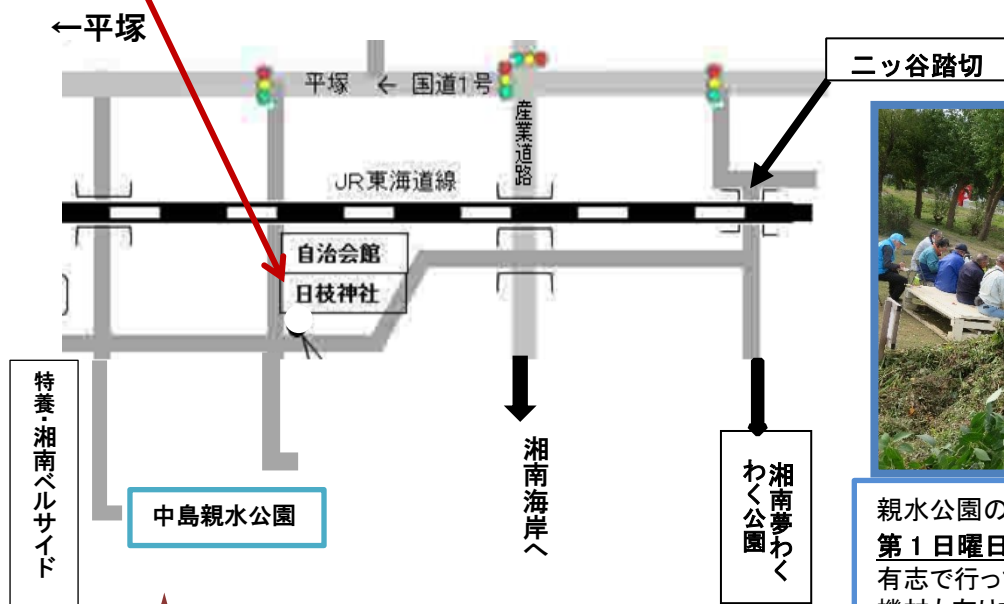 ←平塚
二ッ谷踏切
平塚 ← 国道1号
産業道路
JR東海道線
自治会館
日枝神社
特養・湘南ベルサイド
中島親水公園
湘南海岸へ
湘南夢わく
わく公園
親水公園の
第1日曜日
有志で行っ